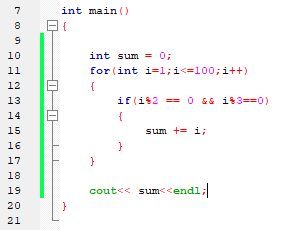 7 int main()
8 {
9
10 int sum = 0;
11 for(int i=1;i<=100;i++)
12 {
13 if(i%2 == 0 && i%3==0)
14 {
15 sum += i;
16 }
17 }
18
19 cout<< sum<<endl;
20 }
21